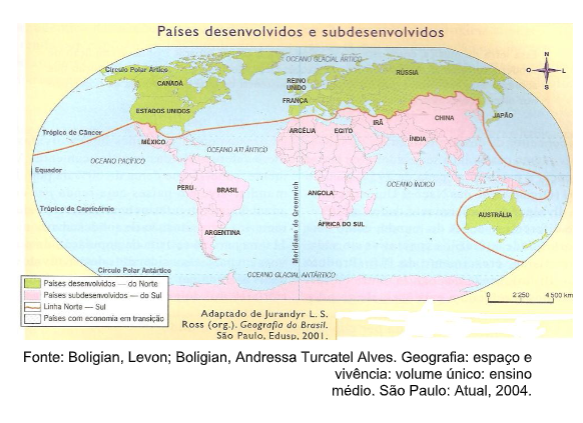 Países desenvolvidos e subdesenvolvidos
OCEANO GLACIAL ÁRTICO
N
O
L
S
Círculo Polar Ártico
CANADÁ
REINO
UNIDO
RÚSSIA
FRANÇA
ESTADOS UNIDOS
JAPÃO
CHINA
IRÃ
Trópico de Câncer
ARGÉLIA
EGITO
MÉXICO
ÍNDIA
OCEANO ATLÂNTICO
OCEANO PACÍFICO
Equador
OCEANO ÍNDICO
PERU
BRASIL
ANGOLA
Trópico de Capricórnio
AUSTRÁLIA
Meridiano de Greenwich
ÁFRICA DO SUL
ARGENTINA
Círculo Polar Antártico
OCEANO GLACIAL ANTÁRTICO
Países desenvolvidos — do Norte
Países subdesenvolvidos — do Sul
Linha Norte — Sul
Países com economia em transição
0 2 250 4 500 km
Adaptado de Jurandyr L. S.
Ross (org.). Geografia do Brasil.
São Paulo, Edusp, 2001.
Fonte: Boligian, Levon; Boligian, Andressa Turcatel Alves. Geografia: espaço e
vivência: volume único: ensino
médio. São Paulo: Atual, 2004.